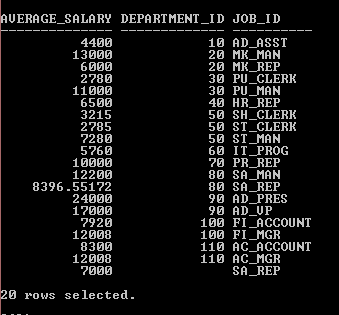 AVERAGE_SALARY DEPARTMENT_ID JOB_ID
-------------- ------------- ----------
4400 10 AD_ASST
13000 20 MK_MAN
6000 20 MK_REP
2780 30 PU_CLERK
11000 30 PU_MAN
6500 40 HR_REP
3215 50 SH_CLERK
2785 50 ST_CLERK
7280 50 ST_MAN
5760 60 IT_PROG
10000 70 PR_REP
12200 80 SA_MAN
8396.55172 80 SA_REP
24000 90 AD_PRES
17000 90 AD_VP
7920 100 FI_ACCOUNT
12008 100 FI_MGR
8300 110 AC_ACCOUNT
12008 110 AC_MGR
7000 SA_REP
20 rows selected.